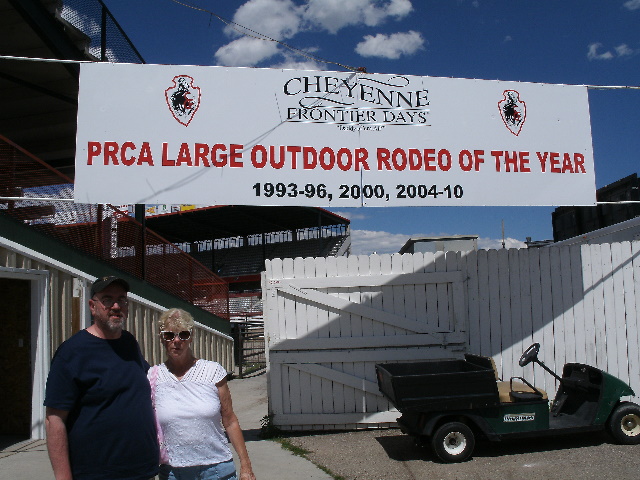 CHEYENNE
FRONTIER DAYS
PRCA LARGE OUTDOOR RODEO OF THE YEAR
1993-96, 2000, 2004-10